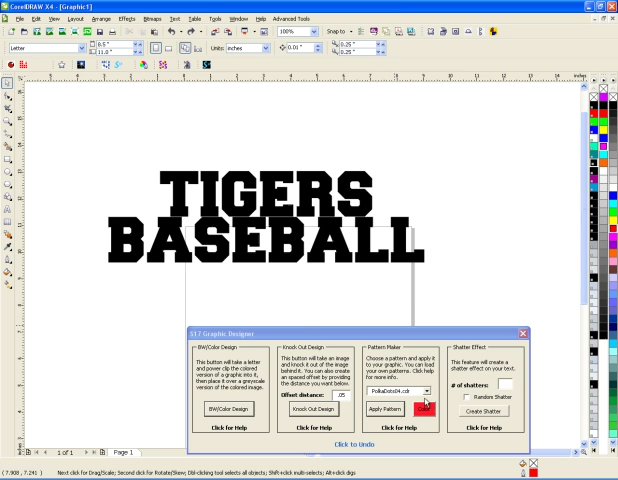 CorelDRAW X4 - [Graphic1]
File Edit View Layout Arrange Effects Bitmaps Text Table Tools Window Help Advanced Tools
100% Snap to
Letter 8.5 " 11.0 " Units: inches 0.01 " 0.25 " 0.25 "
inches
TIGERS
BASEBALL
S17 Graphic Designer
BW/Color Design
This button will take a letter
and power clip the colored
version of a graphic into it,
then place it over a greyscale
version of the colored image.
BW/Color Design
Click for Help
Knock Out Design
This button will take an image
and knock it out of the image
behind it. You can also create
an spaced offset by providing
the distance you want below.
Offset distance: .05
Knock Out Design
Click for Help
Pattern Maker
Choose a pattern and apply it
to your graphic. You can load
your own patterns. Click help
for more info.
PolkaDots04.cdr
Apply Pattern Color
Click for Help
Shatter Effect
This feature will create a
shatter effect on your text.
# of shatters:
Random Shatter
Create Shatter
Click for Help
Click to Undo
1 of 1 Page 1
( 7.908, 7.241 ) Next click for Drag/Scale; Second click for Rotate/Skew; Dbl-clicking tool selects all objects; Shift+click multi-selects; Alt+click digs